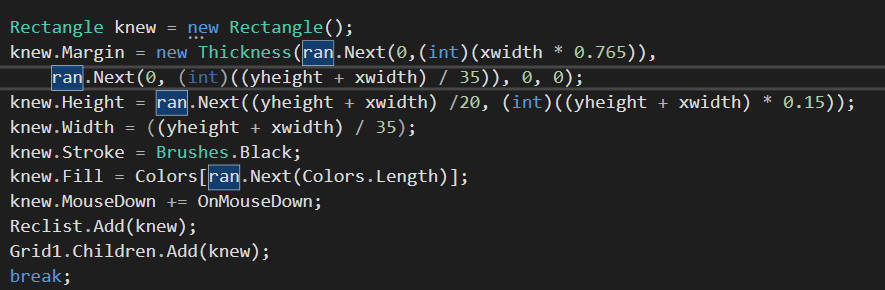 Rectangle knew = new Rectangle();
knew.Margin = new Thickness(ran.Next(0,(int)(xwidth * 0.765)),
ran.Next(0, (int)((yheight + xwidth) / 35)), 0, 0);
knew.Height = ran.Next((yheight + xwidth) /20, (int)((yheight + xwidth) * 0.15));
knew.Width = ((yheight + xwidth) / 35);
knew.Stroke = Brushes.Black;
knew.Fill = Colors[ran.Next(Colors.Length)];
knew.MouseDown += OnMouseDown;
Reclist.Add(knew);
Grid1.Children.Add(knew);
break;